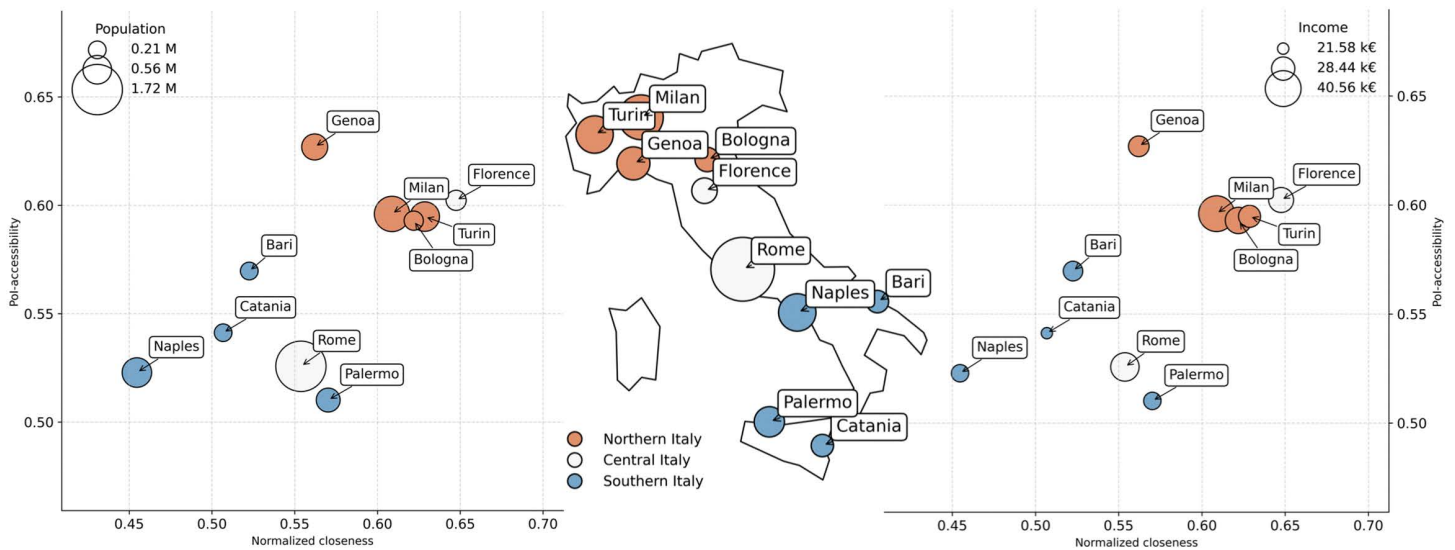 Population
0.21 M
0.56 M
1.72 M
0.65
0.60
0.55
0.50
Pol-accessibility
Genoa
Florence
Milan
Turin
Bologna
Bari
Catania
Naples
Rome
Palermo
0.45 0.50 0.55 0.60 0.65 0.70
Normalized closeness
Milan
Turin
Genoa
Bologna
Florence
Rome
Naples
Bari
Palermo
Catania
Northern Italy
Central Italy
Southern Italy
Income
21.58 k€
28.44 k€
40.56 k€
0.65
0.60
0.55
0.50
Pol-accessibility
Genoa
Florence
Milan
Turin
Bologna
Bari
Catania
Naples
Rome
Palermo
0.45 0.50 0.55 0.60 0.65 0.70
Normalized closeness